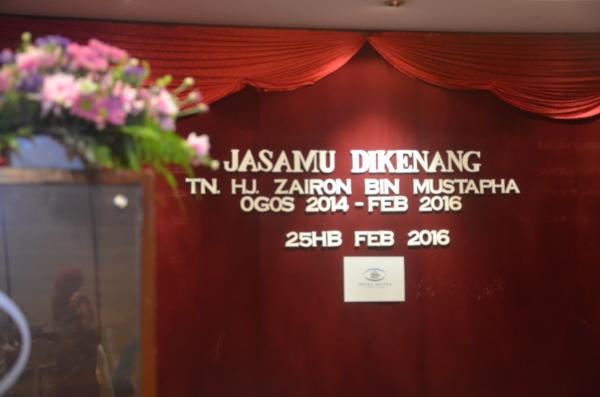 JASAMU DIKENANG
TN. HJ. ZAIRON BIN MUSTAPHA
OGOS 2014 - FEB 2016
25HB FEB 2016